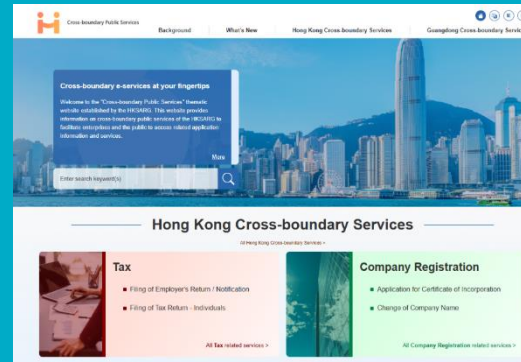 Cross-boundary Public Services
Background
What's New
Hong Kong Cross-boundary Services
Guangdong Cross-boundary Servic
Cross-boundary e-services at your fingertips
Welcome to the "Cross-boundary Public Services" thematic
website established by the HKSARG. This website provides
information on cross-boundary public services of the HKSARG to
facilitate enterprises and the public to access related application
information and services.
More
Enter search keyword(s)
Hong Kong Cross-boundary Services
All Hong Kong Cross-boundary Services >
Tax
Filing of Employer's Return / Notification
Filing of Tax Return - Individuals
All Tax related services >
Company Registration
Application for Certificate of Incorporation
Change of Company Name
All Company Registration related services >